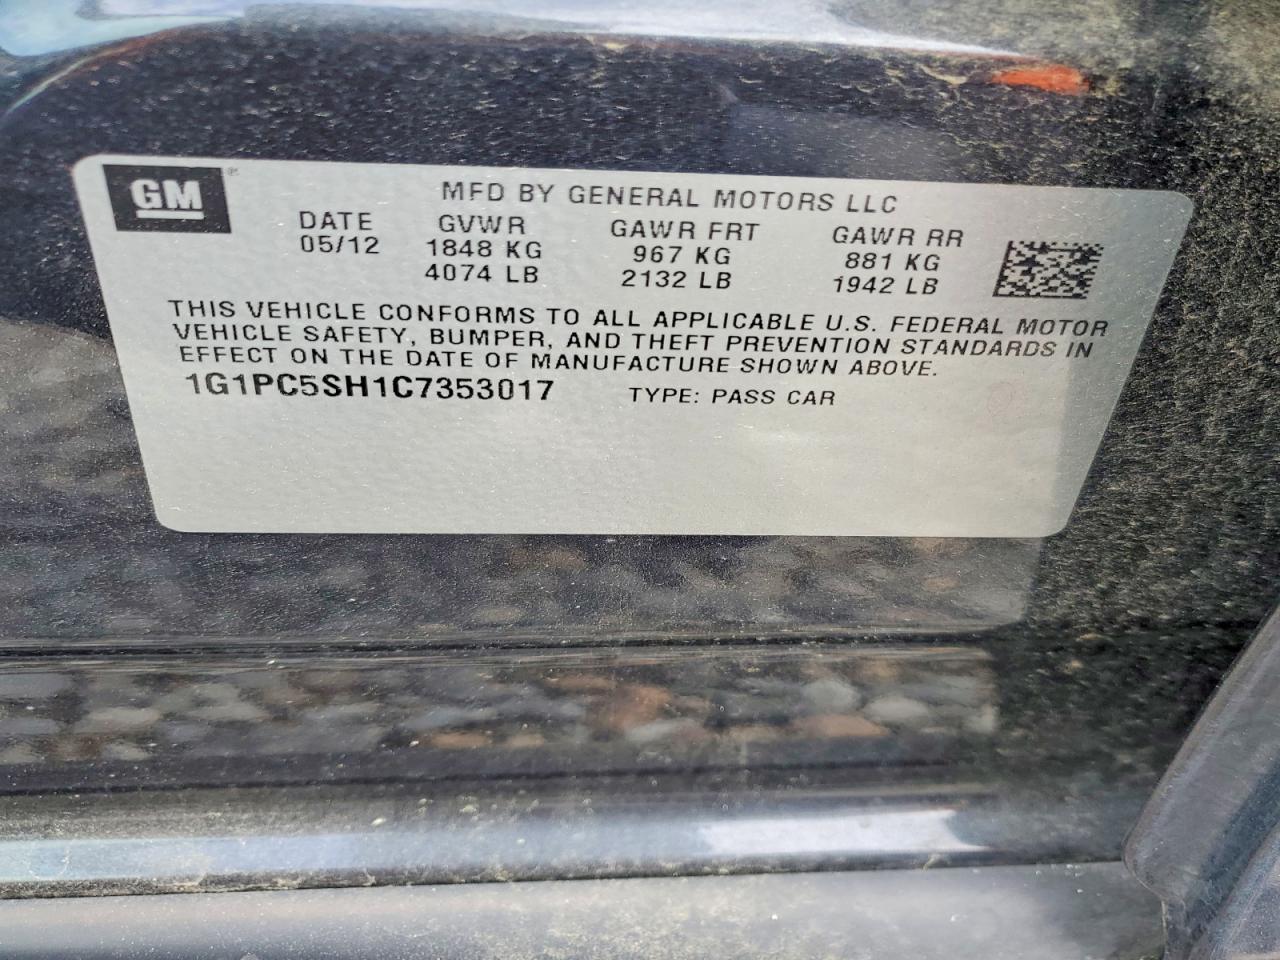 GM®
MFD BY GENERAL MOTORS LLC
DATE GVWR GAWR FRT GAWR RR
05/12 1848 KG 967 KG 881 KG
4074 LB 2132 LB 1942 LB
THIS VEHICLE CONFORMS TO ALL APPLICABLE U.S. FEDERAL MOTOR
VEHICLE SAFETY, BUMPER, AND THEFT PREVENTION STANDARDS IN
EFFECT ON THE DATE OF MANUFACTURE SHOWN ABOVE.
1G1PC5SH1C7353017 TYPE: PASS CAR